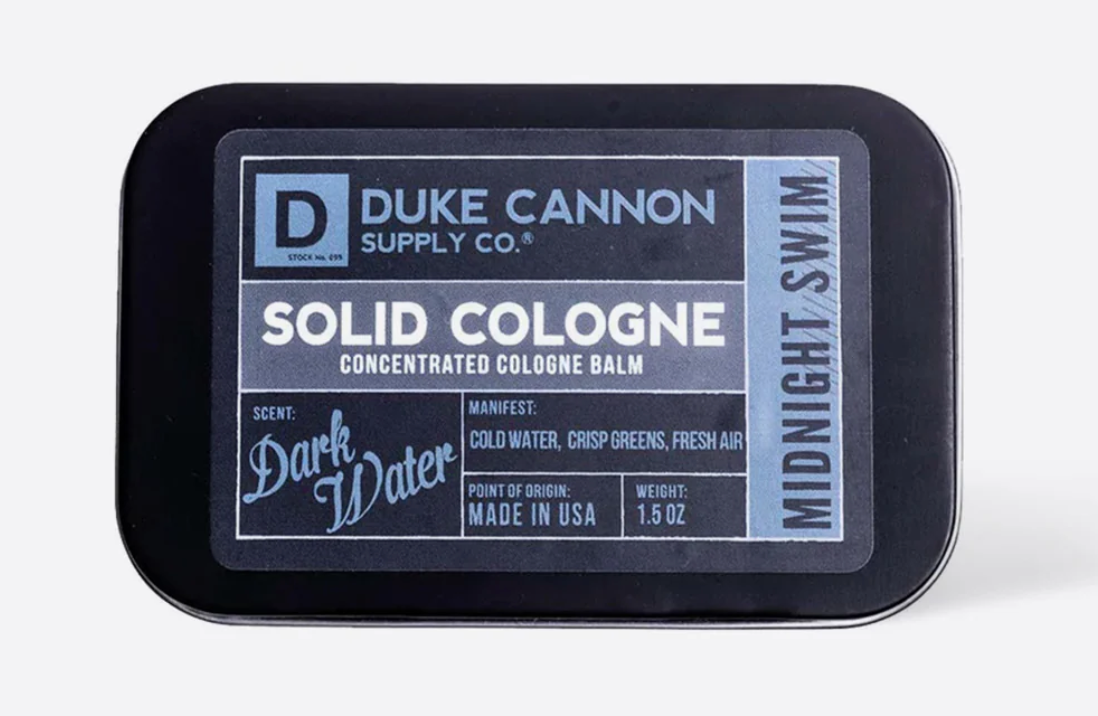 D
STOCK No. 099
DUKE CANNON
SUPPLY CO.®
SOLID COLOGNE
CONCENTRATED COLOGNE BALM
SCENT:
Dark
Water
MANIFEST:
COLD WATER, CRISP GREENS, FRESH AIR
POINT OF ORIGIN:
MADE IN USA
WEIGHT:
1.5 OZ
MIDNIGHT SWIM